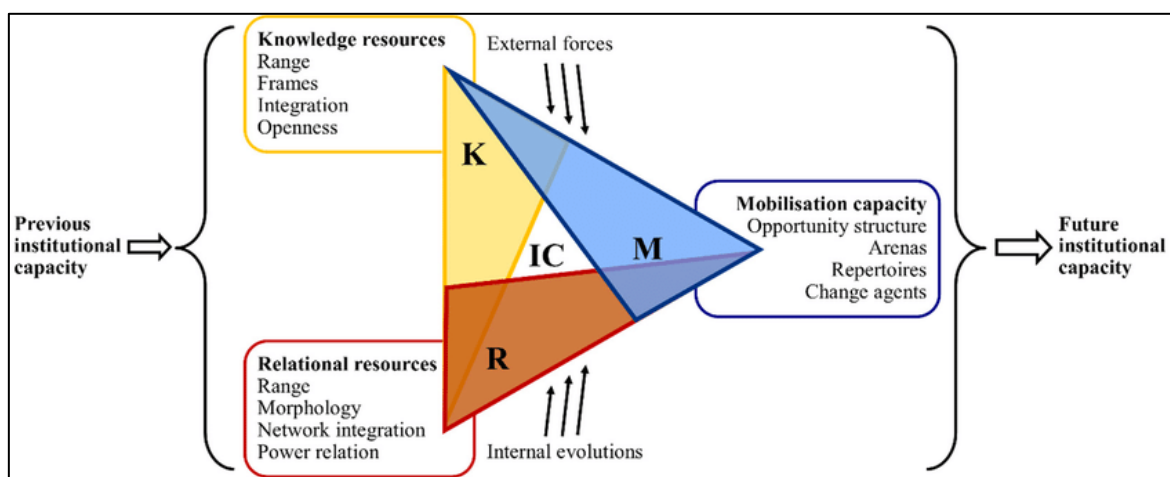 Knowledge resources
Range
Frames
Integration
Openness
External forces
K
Previous
institutional
capacity
IC
M
Mobilisation capacity
Opportunity structure
Arenas
Repertoires
Change agents
Future
institutional
capacity
R
Relational resources
Range
Morphology
Network integration
Power relation
Internal evolutions